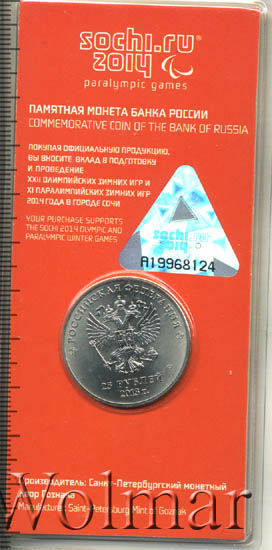 sochi.ru
2014
paralympic games
ПАМЯТНАЯ МОНЕТА БАНКА РОССИИ
COMMEMORATIVE COIN OF THE BANK OF RUSSIA
ПОКУПАЯ ОФИЦИАЛЬНУЮ ПРОДУКЦИЮ,
ВЫ ВНОСИТЕ ВКЛАД В ПОДГОТОВКУ
И ПРОВЕДЕНИЕ
XXII ОЛИМПИЙСКИХ ЗИМНИХ ИГР И
XI ПАРАЛИМПИЙСКИХ ЗИМНИХ ИГР
2014 ГОДА В ГОРОДЕ СОЧИ
YOUR PURCHASE SUPPORTS
THE SOCHI 2014 OLYMPIC AND
PARALYMPIC WINTER GAMES
sochi
2014
A19968124
РОССИЙСКАЯ ФЕДЕРАЦИЯ
25 РУБЛЕЙ
2013 г.
Производитель: Санкт-Петербургский монетный
двор Гознака
Manufacturer: Saint-Petersburg Mint of Goznak
Wolmar